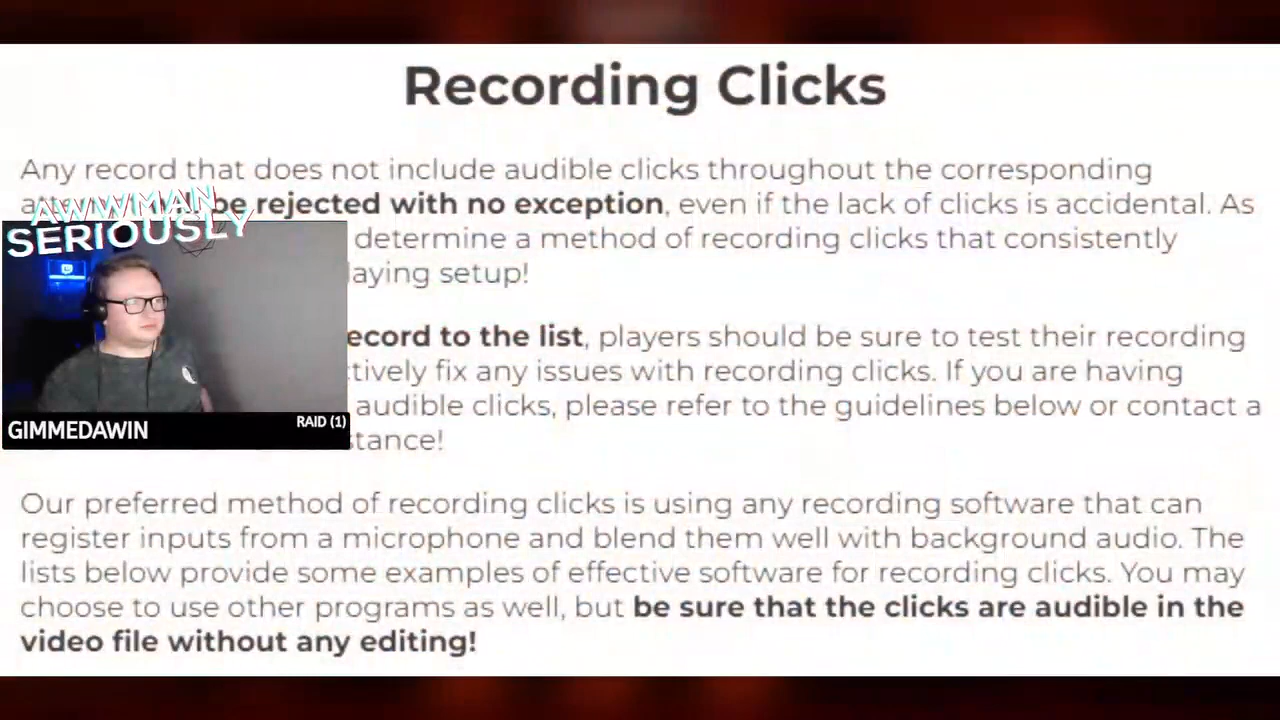 Recording Clicks
Any record that does not include audible clicks throughout the corresponding
be rejected with no exception, even if the lack of clicks is accidental. As
determine a method of recording clicks that consistently
laying setup!
ecord to the list, players should be sure to test their recording
tively fix any issues with recording clicks. If you are having
audible clicks, please refer to the guidelines below or contact a
stance!
Our preferred method of recording clicks is using any recording software that can
register inputs from a microphone and blend them well with background audio. The
lists below provide some examples of effective software for recording clicks. You may
choose to use other programs as well, but be sure that the clicks are audible in the
video file without any editing!
AWWMAN
SERIOUSLY
GIMMEDAWIN
RAID (1)